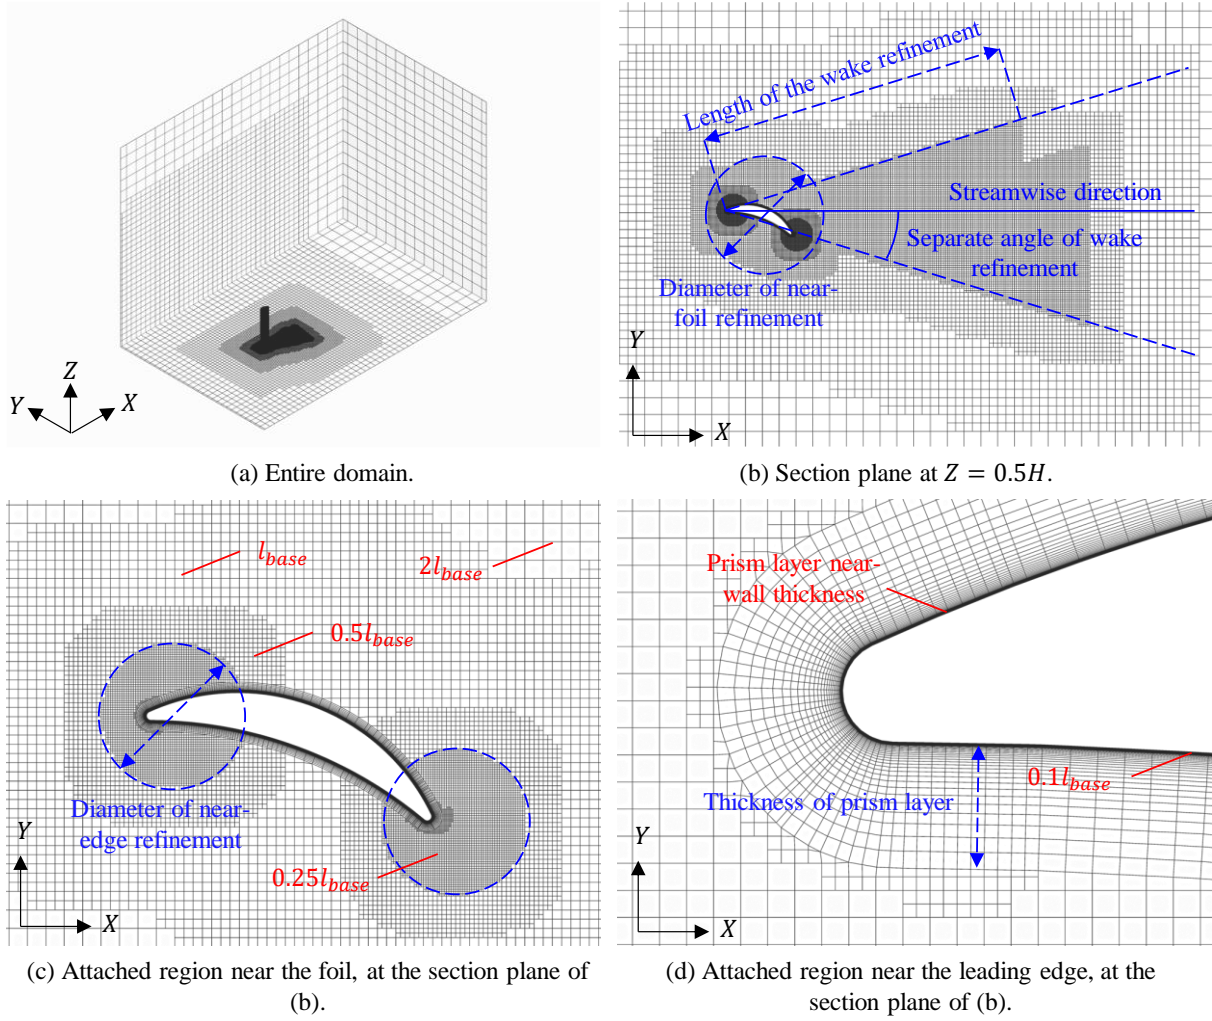 Z
Y
X
(a) Entire domain.
Length of the wake refinement
Streamwise direction
Separate angle of wake
refinement
Diameter of near-
foil refinement
Y
X
(b) Section plane at Z = 0.5H.
l_base
2l_base
0.5l_base
Diameter of near-
edge refinement
0.25l_base
Y
X
(c) Attached region near the foil, at the section plane of
(b).
Prism layer near-
wall thickness
0.1l_base
Thickness of prism layer
Y
X
(d) Attached region near the leading edge, at the
section plane of (b).